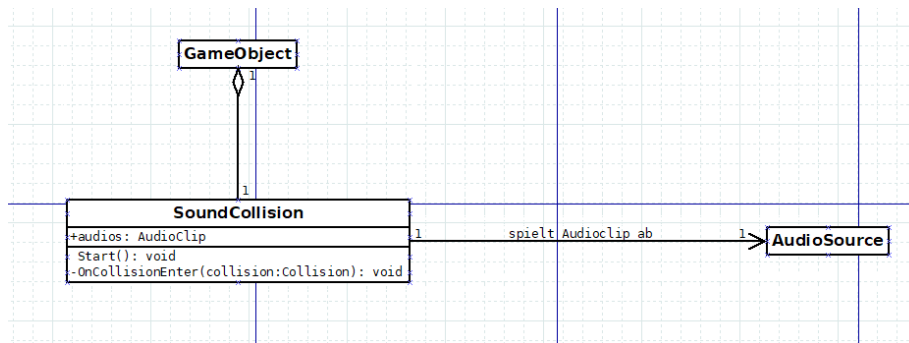 GameObject
1
1
SoundCollision
+audios: AudioClip
1 spielt Audioclip ab 1
AudioSource
Start(): void
-OnCollisionEnter(collision:Collision): void